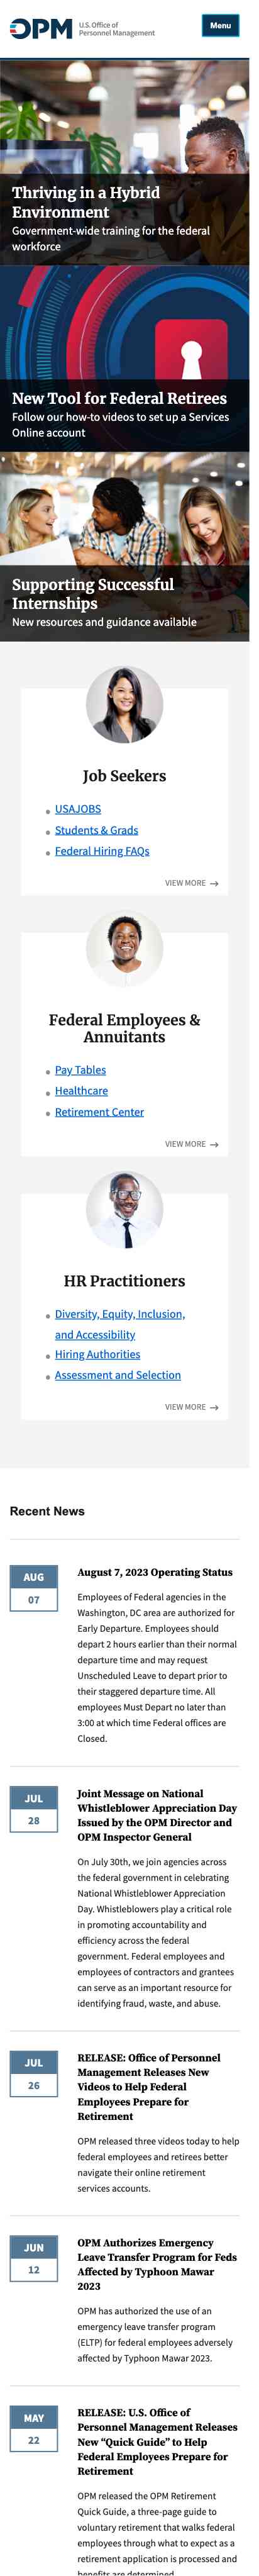 OPM
U.S. Office of
Personnel Management
Menu
Thriving in a Hybrid
Environment
Government-wide training for the federal
workforce
New Tool for Federal Retirees
Follow our how-to videos to set up a Services
Online account
Supporting Successful
Internships
New resources and guidance available
Job Seekers
USAJOBS
Students & Grads
Federal Hiring FAQs
VIEW MORE →
Federal Employees &
Annuitants
Pay Tables
Healthcare
Retirement Center
VIEW MORE →
HR Practitioners
Diversity, Equity, Inclusion,
and Accessibility
Hiring Authorities
Assessment and Selection
VIEW MORE →
Recent News
AUG
07
August 7, 2023 Operating Status
Employees of Federal agencies in the
Washington, DC area are authorized for
Early Departure. Employees should
depart 2 hours earlier than their normal
departure time and may request
Unscheduled Leave to depart prior to
their staggered departure time. All
employees Must Depart no later than
3:00 at which time Federal offices are
Closed.
JUL
28
Joint Message on National
Whistleblower Appreciation Day
Issued by the OPM Director and
OPM Inspector General
On July 30th, we join agencies across
the federal government in celebrating
National Whistleblower Appreciation
Day. Whistleblowers play a critical role
in promoting accountability and
efficiency across the federal
government. Federal employees and
employees of contractors and grantees
can serve as an important resource for
identifying fraud, waste, and abuse.
JUL
26
RELEASE: Office of Personnel
Management Releases New
Videos to Help Federal
Employees Prepare for
Retirement
OPM released three videos today to help
federal employees and retirees better
navigate their online retirement
services accounts.
JUN
12
OPM Authorizes Emergency
Leave Transfer Program for Feds
Affected by Typhoon Mawar
2023
OPM has authorized the use of an
emergency leave transfer program
(ELTP) for federal employees adversely
affected by Typhoon Mawar 2023.
MAY
22
RELEASE: U.S. Office of
Personnel Management Releases
New “Quick Guide” to Help
Federal Employees Prepare for
Retirement
OPM released the OPM Retirement
Quick Guide, a three-page guide to
voluntary retirement that walks federal
employees through what to expect as a
retirement application is processed and
benefits are determined.